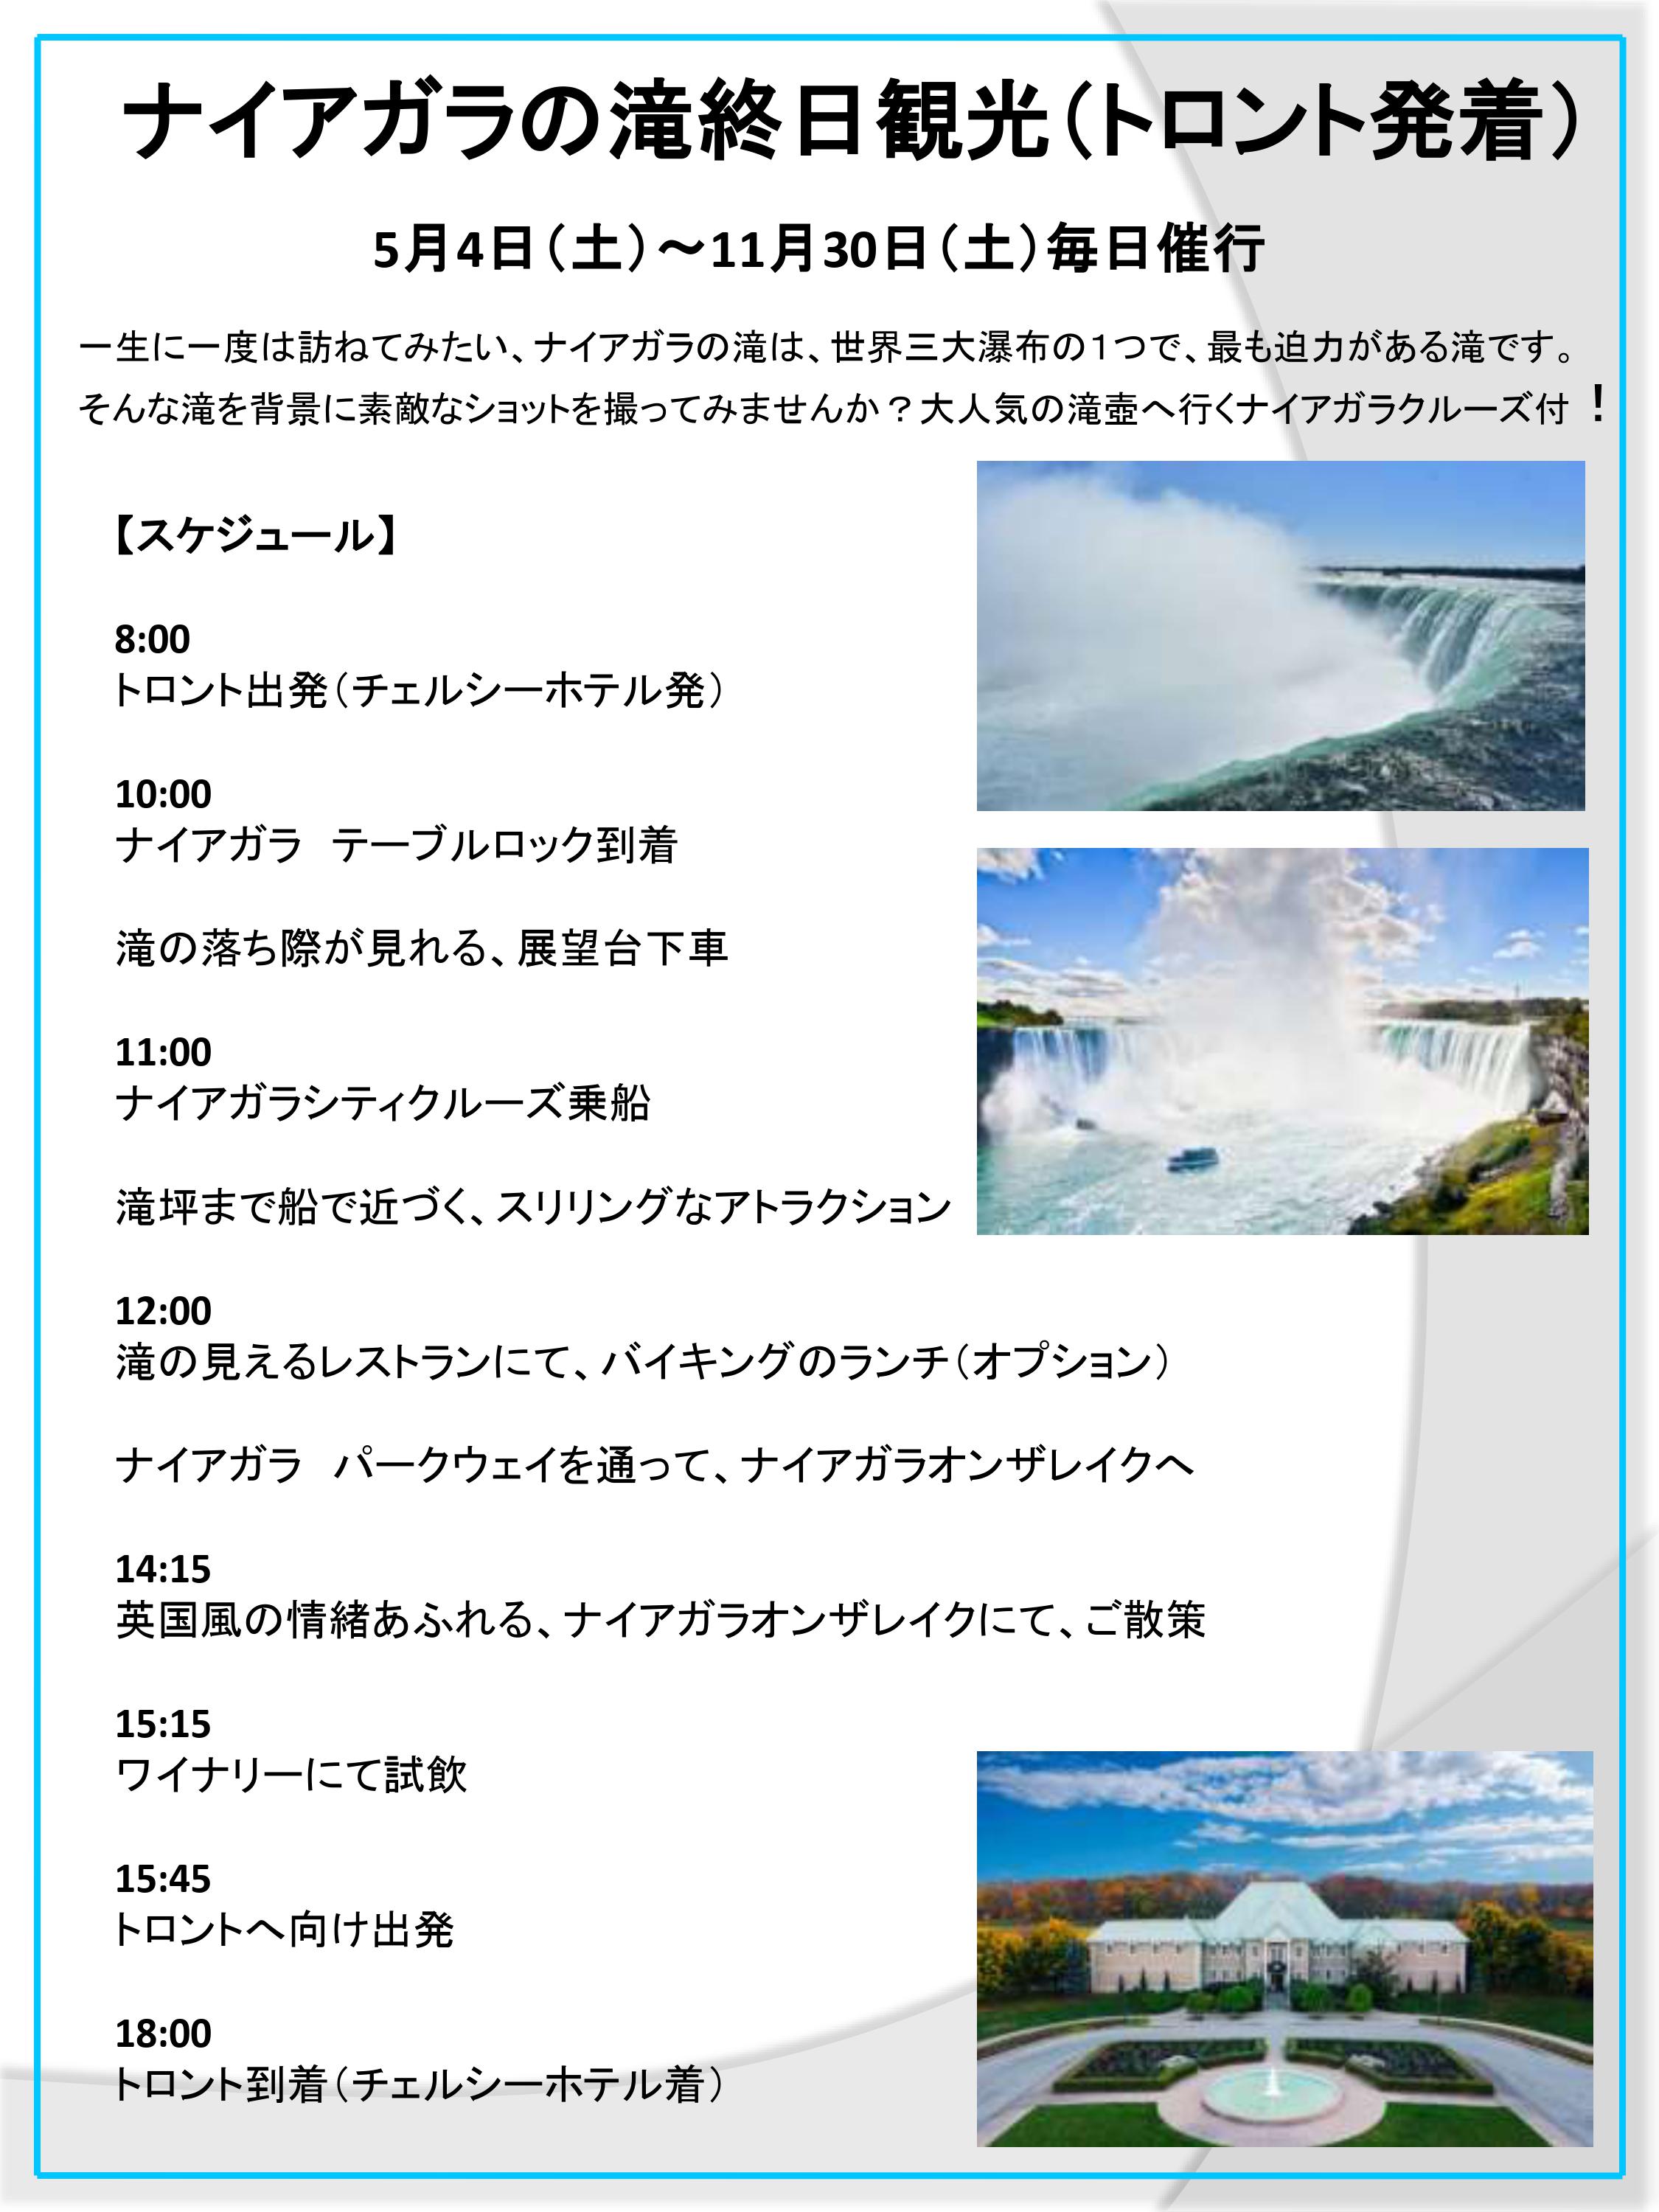 ナイアガラの滝終日観光（トロント発着）
5月4日（土）～11月30日（土）毎日催行
一生に一度は訪ねてみたい、ナイアガラの滝は、世界三大瀑布の1つで、最も迫力がある滝です。
そんな滝を背景に素敵なショットを撮ってみませんか？大人気の滝壺へ行くナイアガラクルーズ付！
【スケジュール】
8:00
トロント出発（チェルシーホテル発）
10:00
ナイアガラ　テーブルロック到着
滝の落ち際が見れる、展望台下車
11:00
ナイアガラシティクルーズ乗船
滝坪まで船で近づく、スリリングなアトラクション
12:00
滝の見えるレストランにて、バイキングのランチ（オプション）
ナイアガラ　パークウェイを通って、ナイアガラオンザレイクへ
14:15
英国風の情緒あふれる、ナイアガラオンザレイクにて、ご散策
15:15
ワイナリーにて試飲
15:45
トロントへ向け出発
18:00
トロント到着（チェルシーホテル着）